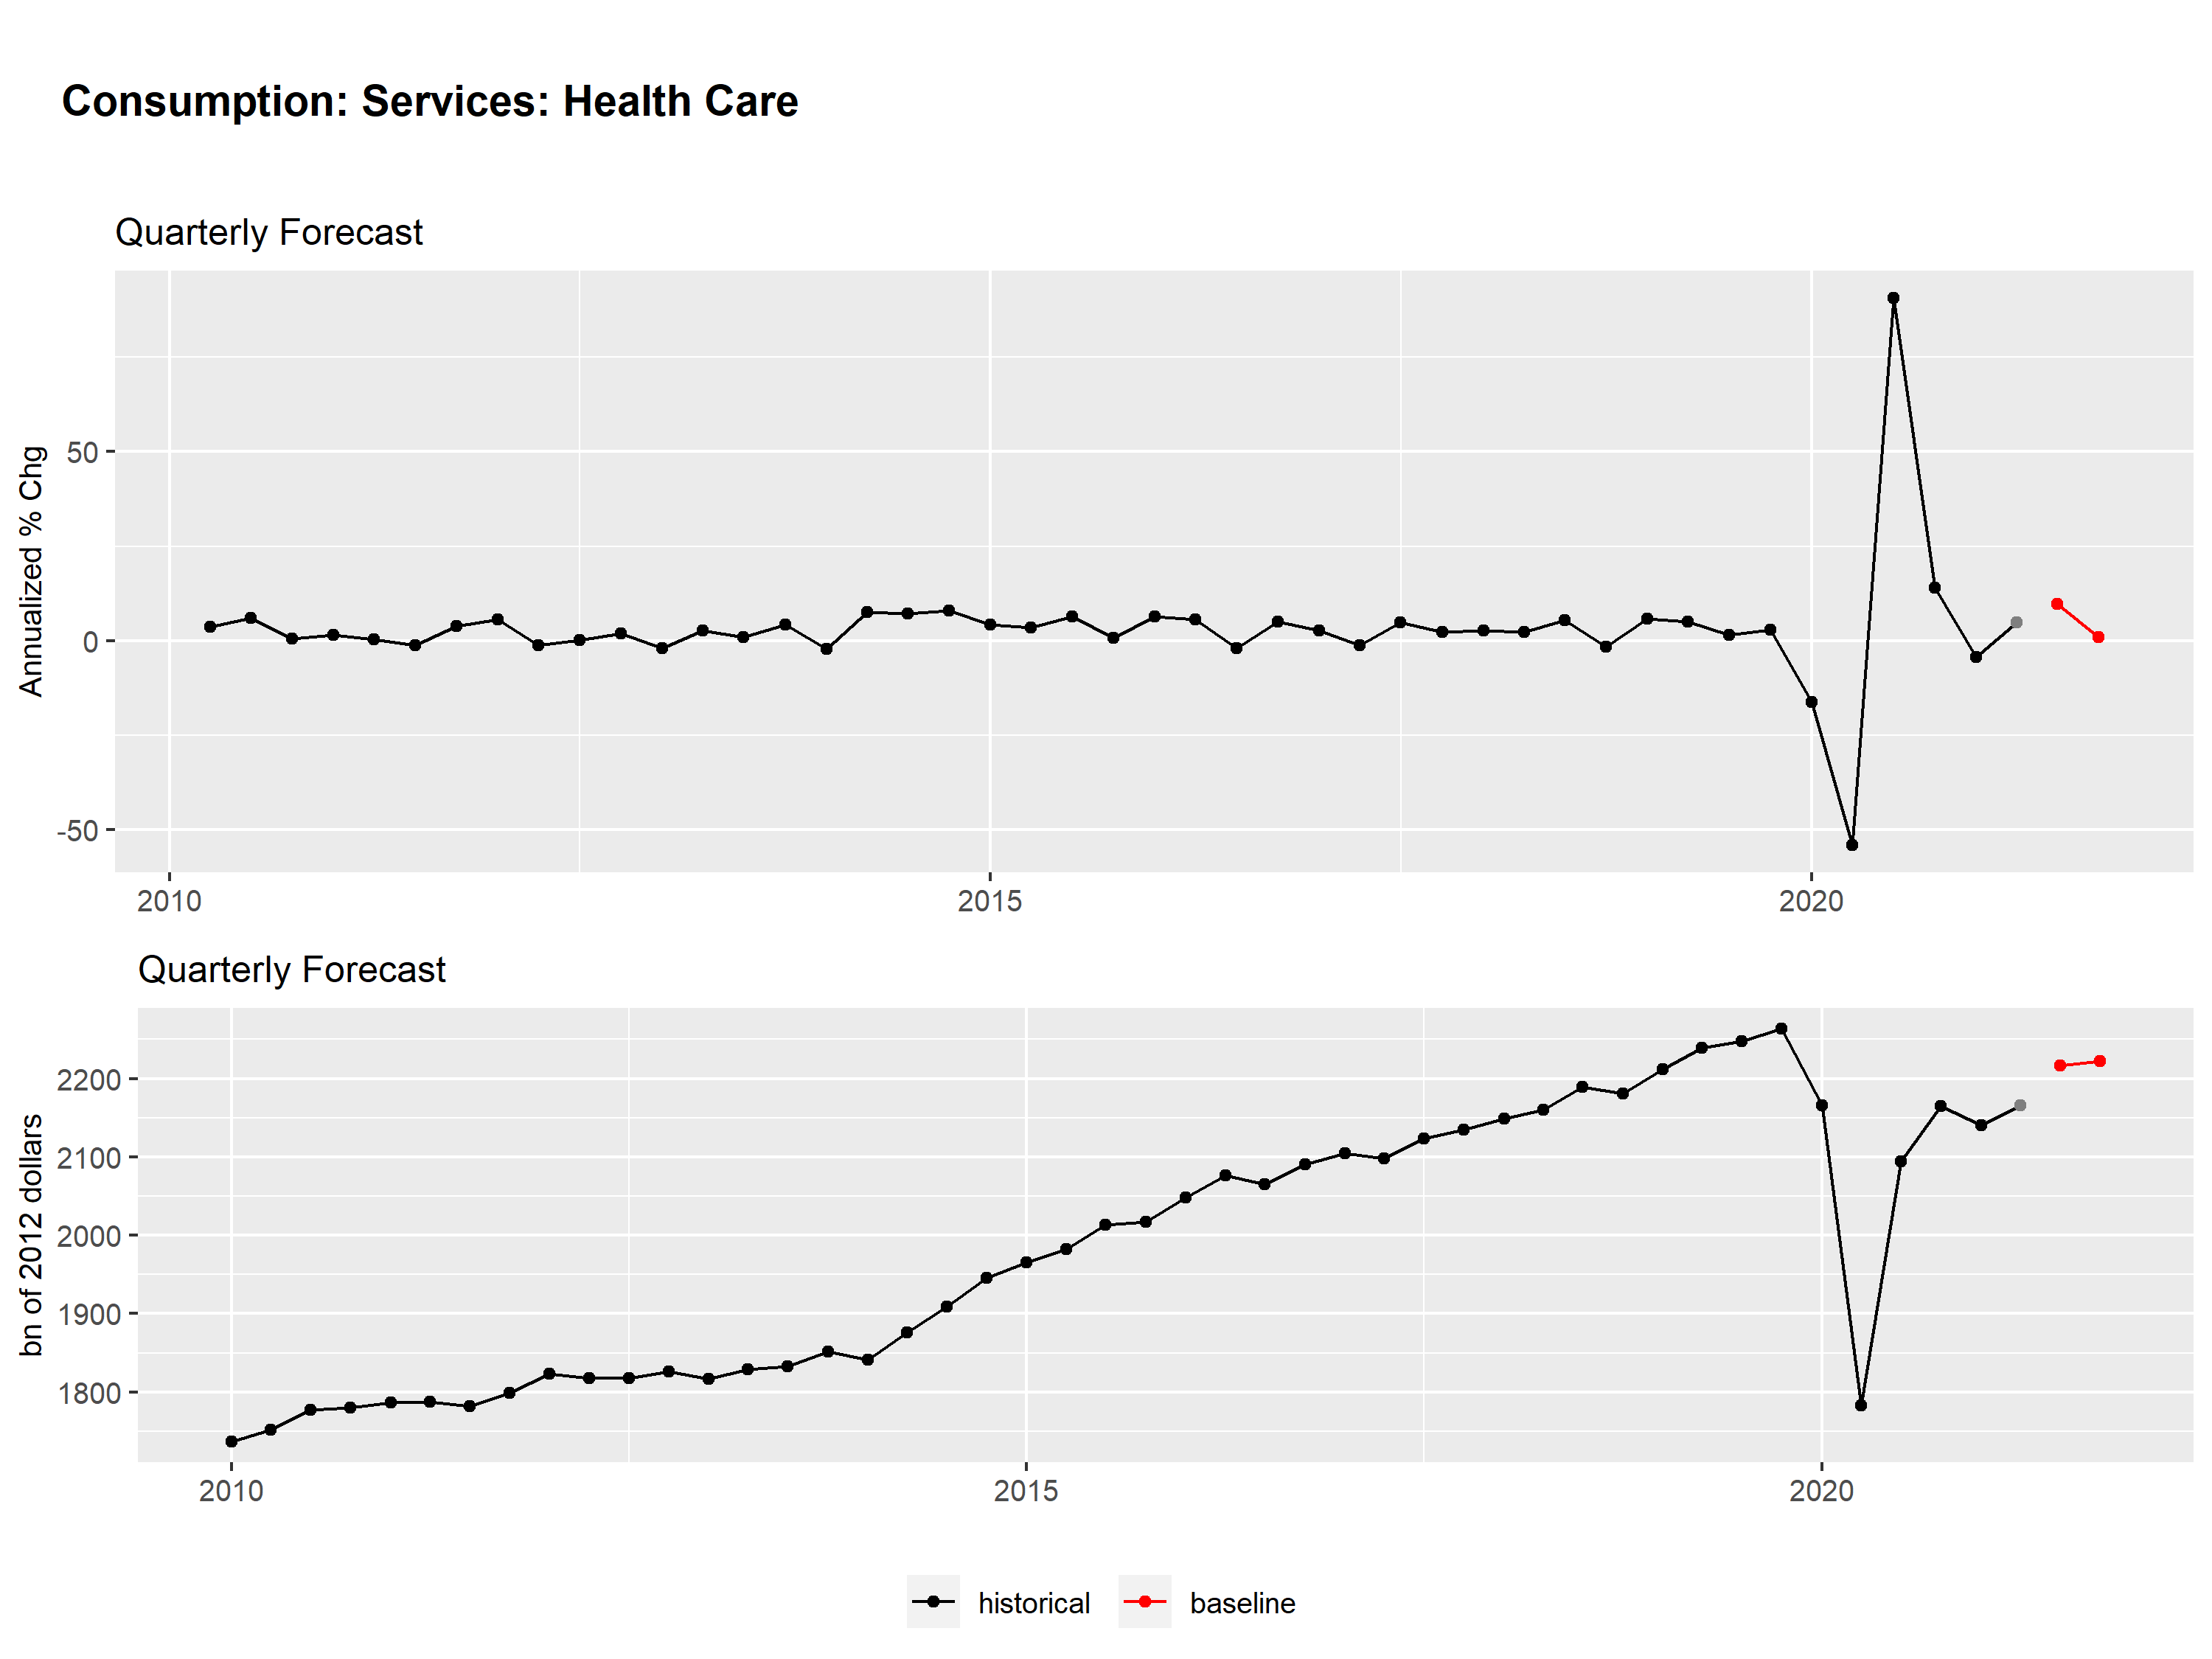 Consumption: Services: Health Care
Quarterly Forecast
Annualized % Chg
50
0
-50
2010 2015 2020
Quarterly Forecast
bn of 2012 dollars
2200
2100
2000
1900
1800
2010 2015 2020
historical baseline